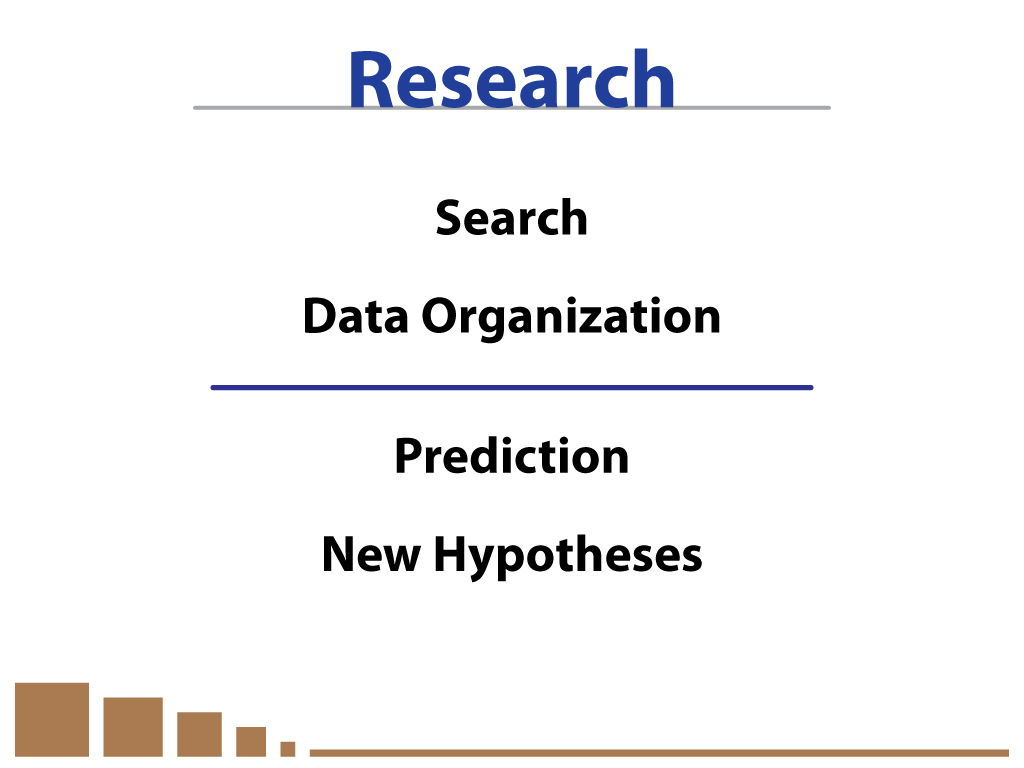 Research
Search
Data Organization
Prediction
New Hypotheses